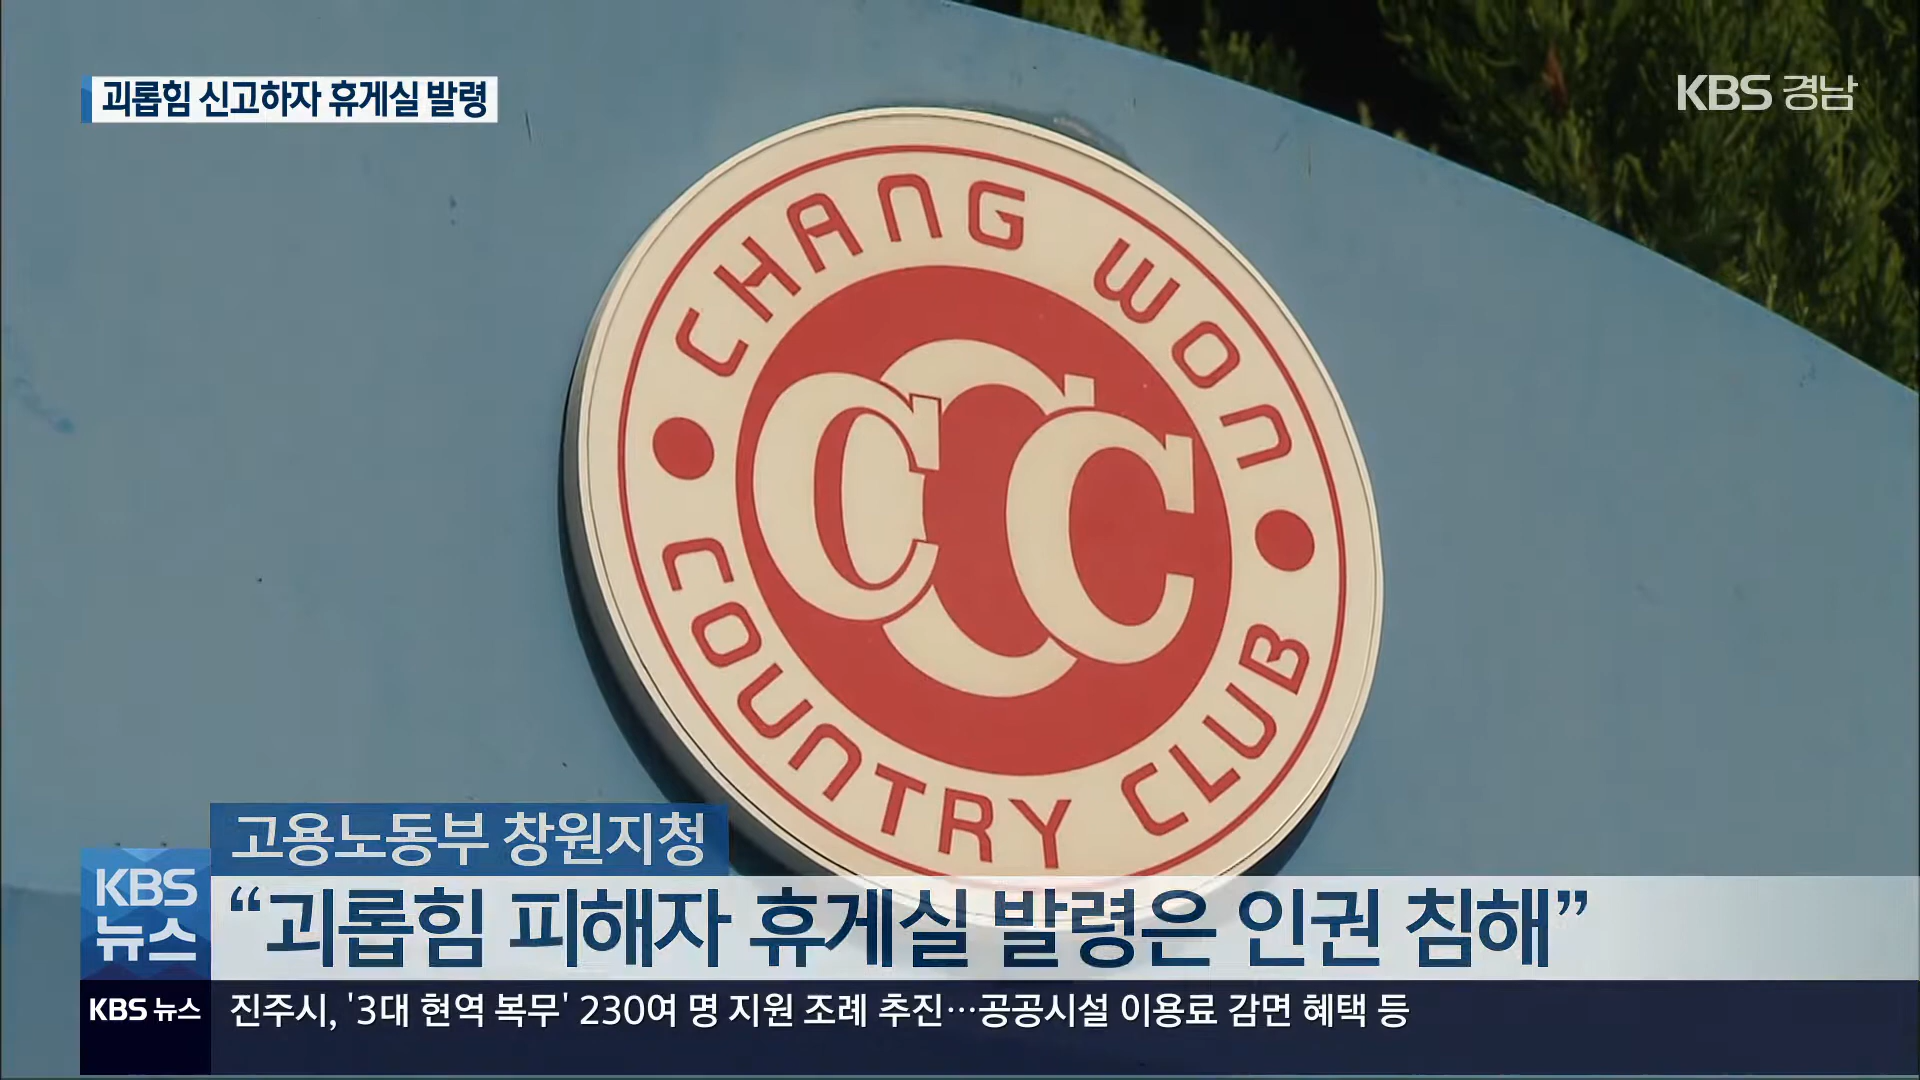 괴롭힘 신고하자 휴게실 발령
KBS 경남
CHANG WON
CCC
COUNTRY CLUB
고용노동부 창원지청
KBS
뉴스
“괴롭힘 피해자 휴게실 발령은 인권 침해”
KBS 뉴스
진주시, '3대 현역 복무' 230여 명 지원 조례 추진…공공시설 이용료 감면 혜택 등